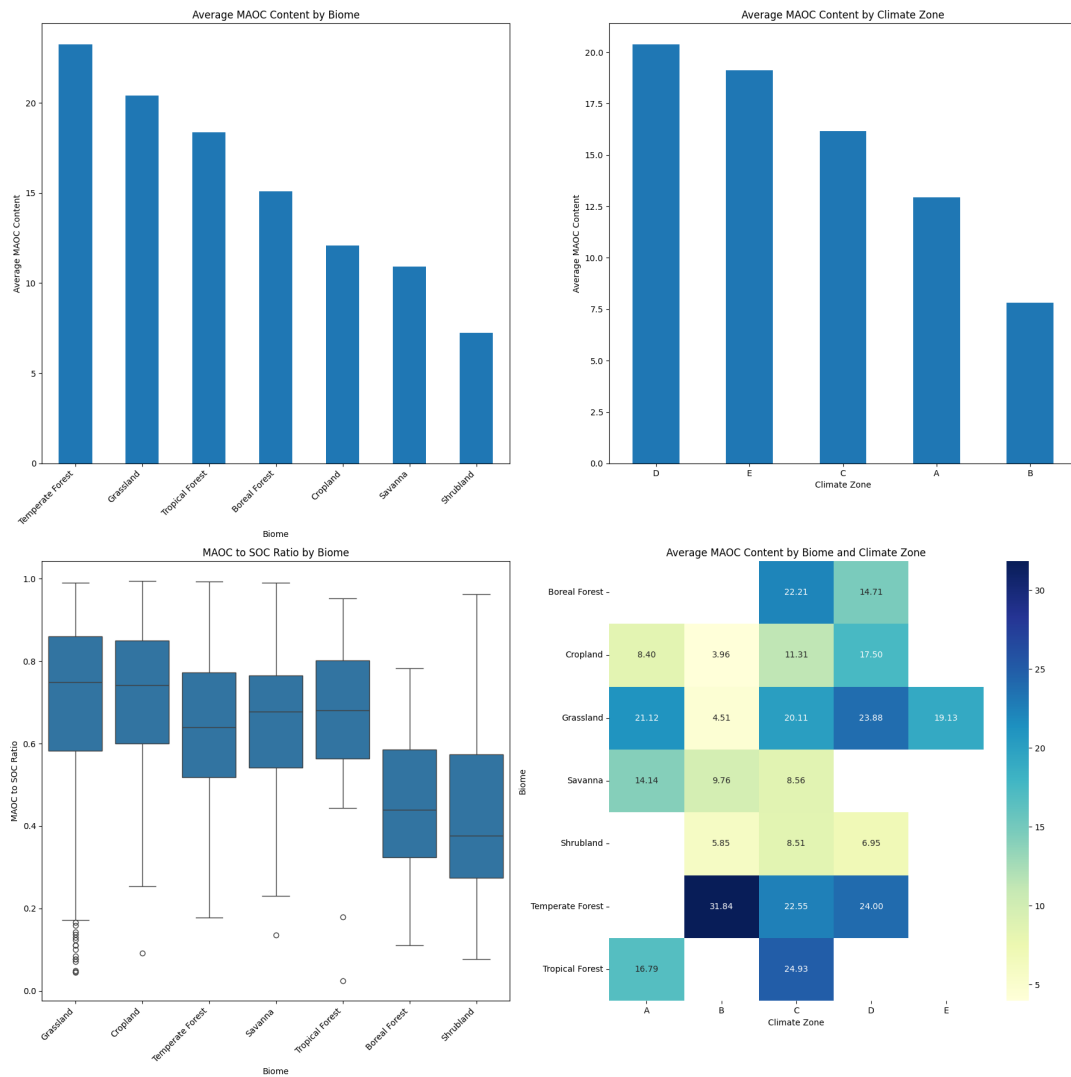 Average MAOC Content by Biome
Average MAOC Content
20
15
10
5
0
Temperate Forest
Grassland
Tropical Forest
Boreal Forest
Cropland
Savanna
Shrubland
Biome
Average MAOC Content by Climate Zone
Average MAOC Content
20.0
17.5
15.0
12.5
10.0
7.5
5.0
2.5
0.0
D E C A B
Climate Zone
MAOC to SOC Ratio by Biome
MAOC to SOC Ratio
1.0
0.8
0.6
0.4
0.2
0.0
Grassland
Cropland
Temperate Forest
Savanna
Tropical Forest
Boreal Forest
Shrubland
Biome
Average MAOC Content by Biome and Climate Zone
Biome
Boreal Forest 22.21 14.71
Cropland 8.40 3.96 11.31 17.50
Grassland 21.12 4.51 20.11 23.88 19.13
Savanna 14.14 9.76 8.56
Shrubland 5.85 8.51 6.95
Temperate Forest 31.84 22.55 24.00
Tropical Forest 16.79 24.93
A B C D E
Climate Zone
30
25
20
15
10
5